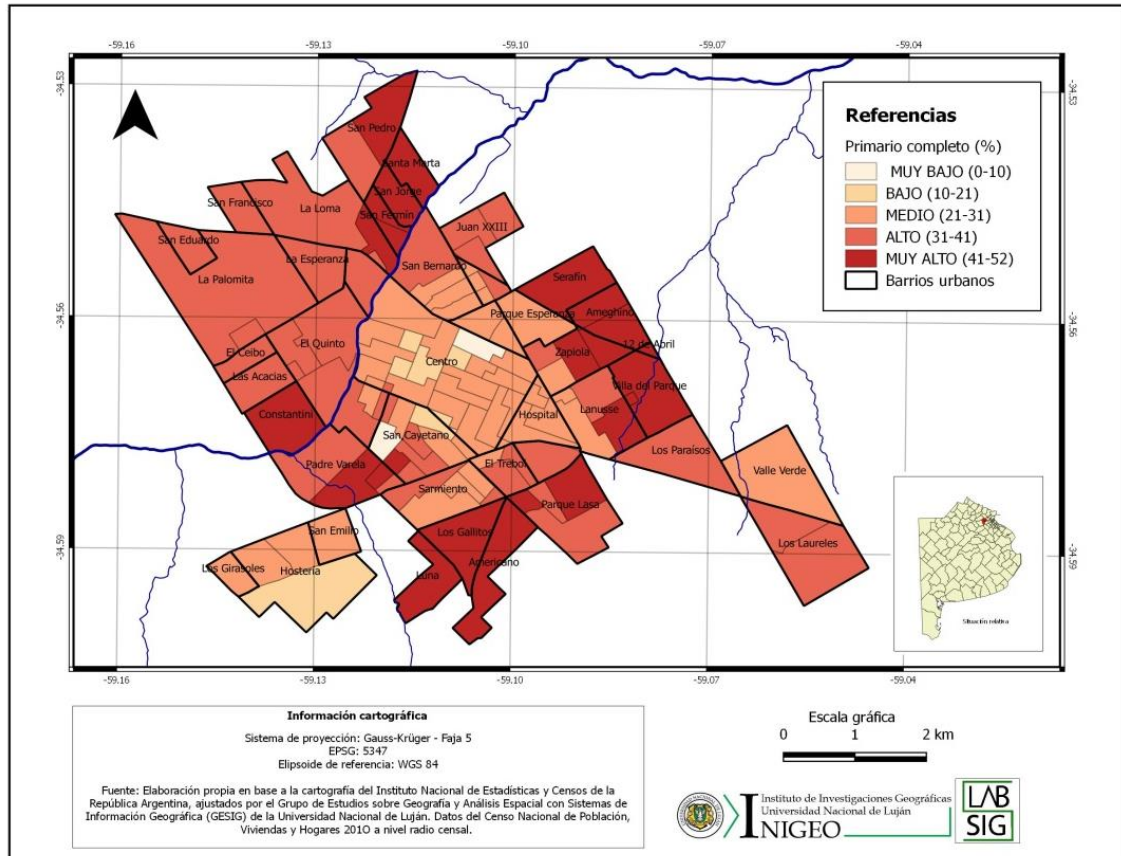 -59.16 -59.13 -59.10 -59.07 -59.04
-34.53 -34.53
-34.56 -34.56
-34.59 -34.59
-59.16 -59.13 -59.10 -59.07 -59.04
San Pedro
Santa Marta
San Jorge
San Fermín
San Francisco
La Loma
Juan XXIII
San Eduardo
La Esperanza
San Bernardo
La Palomita
Serafín
Ameghino
Parque Esperanza
12 de Abril
El Quinto
El Ceibo
Centro
Zapiola
Las Acacias
Villa del Parque
Constantini
Lanusse
Hospital
San Cayetano
Los Paraísos
Padre Varela
El Trébol
Valle Verde
Sarmiento
Parque Lasa
San Emilio
Los Gallitos
Los Laureles
Los Girasoles
Hostería
Luna
Americano
Referencias
Primario completo (%)
MUY BAJO (0-10)
BAJO (10-21)
MEDIO (21-31)
ALTO (31-41)
MUY ALTO (41-52)
Barrios urbanos
Situación relativa
Información cartográfica
Sistema de proyección: Gauss-Krüger - Faja 5
EPSG: 5347
Elipsoide de referencia: WGS 84
Fuente: Elaboración propia en base a la cartografía del Instituto Nacional de Estadísticas y Censos de la
República Argentina, ajustados por el Grupo de Estudios sobre Geografía y Análisis Espacial con Sistemas de
Información Geográfica (GESIG) de la Universidad Nacional de Luján. Datos del Censo Nacional de Población,
Viviendas y Hogares 2010 a nivel radio censal.
Escala gráfica
0 1 2 km
Instituto de Investigaciones Geográficas
Universidad Nacional de Luján
INIGEO
LAB
SIG